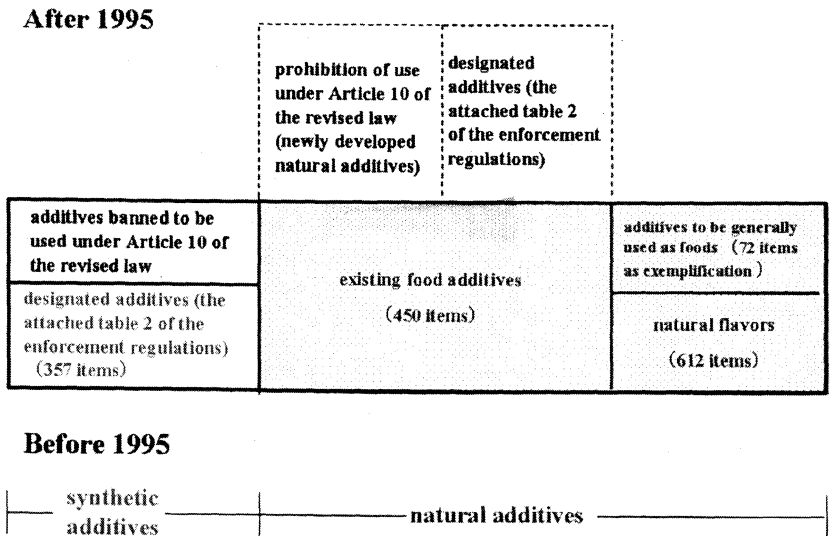 After 1995
prohibition of use
under Article 10 of
the revised law
(newly developed
natural additives)
designated
additives (the
attached table 2
of the enforcement
regulations)
additives banned to be
used under Article 10 of
the revised law
designated additives (the
attached table 2 of the
enforcement regulations)
(357 items)
existing food additives
(450 items)
additives to be generally
used as foods (72 items
as exemplification )
natural flavors
(612 items)
Before 1995
synthetic
additives
natural additives